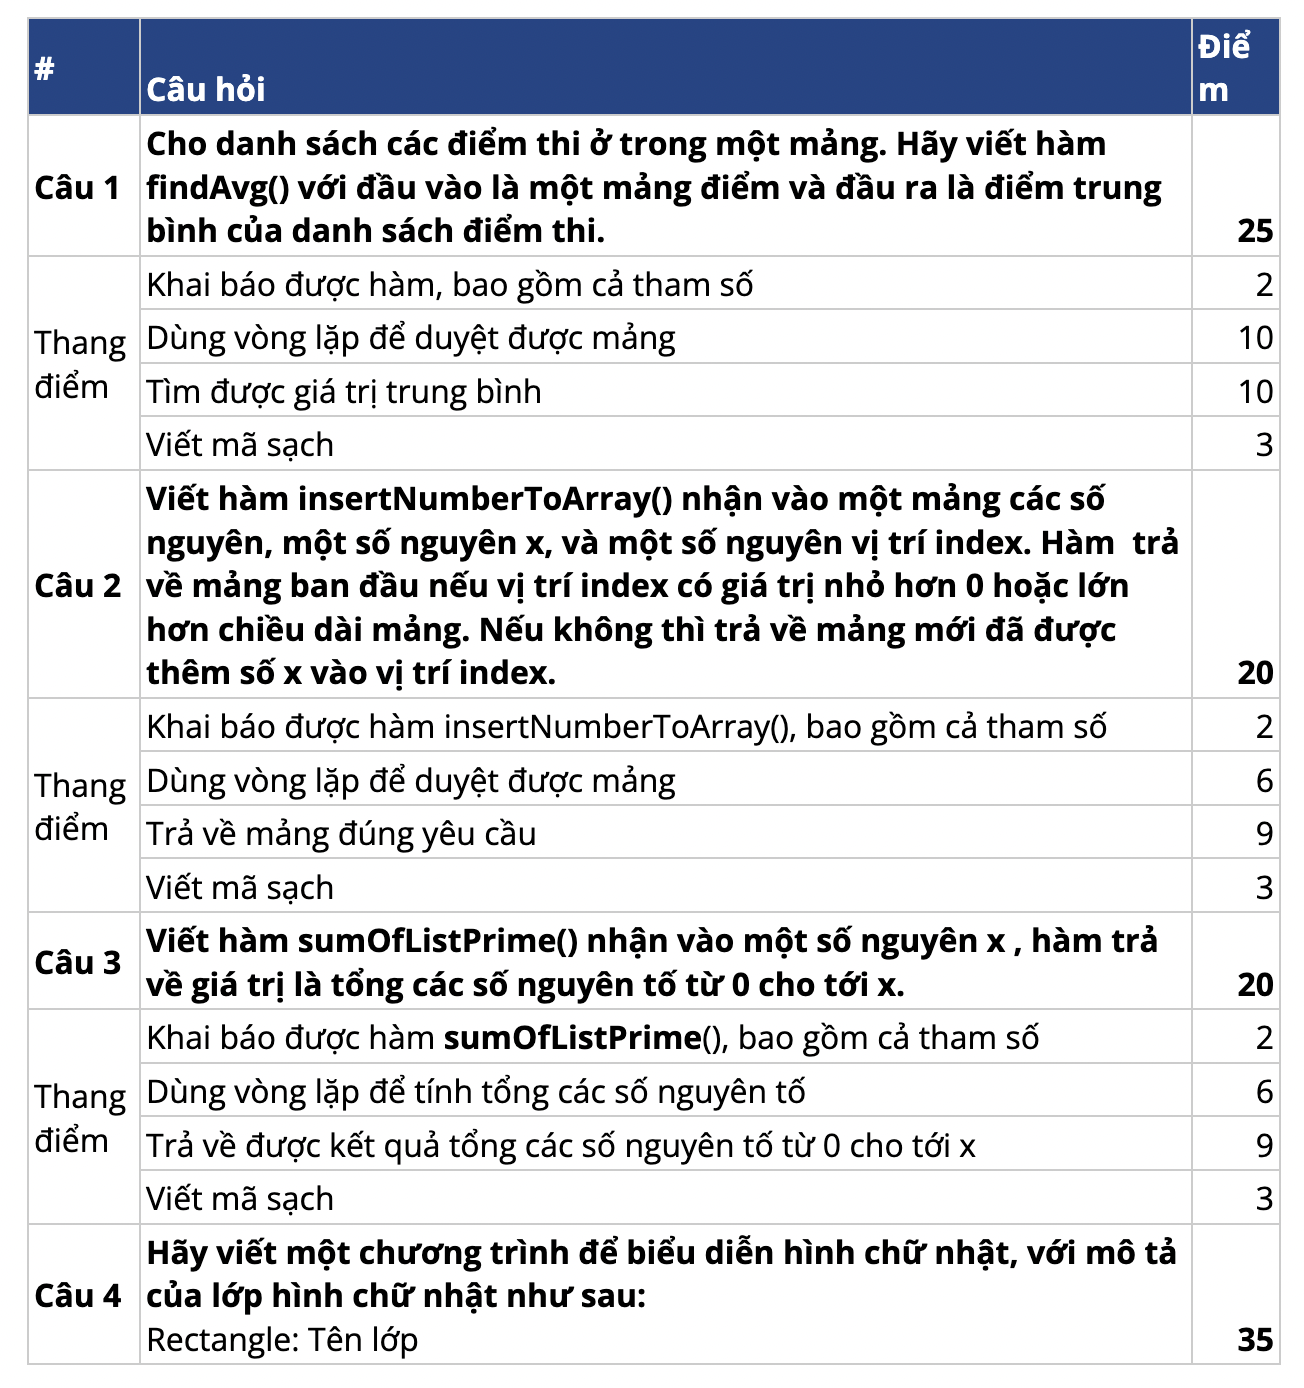 #
Câu hỏi
Điể
m
Câu 1
Cho danh sách các điểm thi ở trong một mảng. Hãy viết hàm
findAvg() với đầu vào là một mảng điểm và đầu ra là điểm trung
bình của danh sách điểm thi.
25
Thang
điểm
Khai báo được hàm, bao gồm cả tham số
2
Dùng vòng lặp để duyệt được mảng
10
Tìm được giá trị trung bình
10
Viết mã sạch
3
Câu 2
Viết hàm insertNumberToArray() nhận vào một mảng các số
nguyên, một số nguyên x, và một số nguyên vị trí index. Hàm  trả
về mảng ban đầu nếu vị trí index có giá trị nhỏ hơn 0 hoặc lớn
hơn chiều dài mảng. Nếu không thì trả về mảng mới đã được
thêm số x vào vị trí index.
20
Thang
điểm
Khai báo được hàm insertNumberToArray(), bao gồm cả tham số
2
Dùng vòng lặp để duyệt được mảng
6
Trả về mảng đúng yêu cầu
9
Viết mã sạch
3
Câu 3
Viết hàm sumOfListPrime() nhận vào một số nguyên x , hàm trả
về giá trị là tổng các số nguyên tố từ 0 cho tới x.
20
Thang
điểm
Khai báo được hàm sumOfListPrime(), bao gồm cả tham số
2
Dùng vòng lặp để tính tổng các số nguyên tố
6
Trả về được kết quả tổng các số nguyên tố từ 0 cho tới x
9
Viết mã sạch
3
Câu 4
Hãy viết một chương trình để biểu diễn hình chữ nhật, với mô tả
của lớp hình chữ nhật như sau:
Rectangle: Tên lớp
35